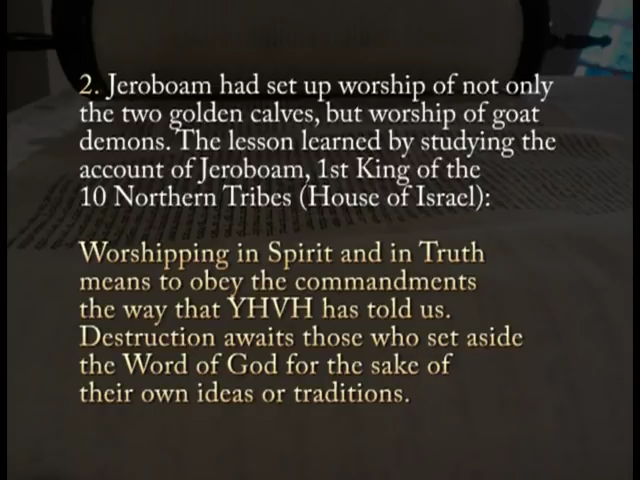 2. Jeroboam had set up worship of not only
the two golden calves, but worship of goat
demons. The lesson learned by studying the
account of Jeroboam, 1st King of the
10 Northern Tribes (House of Israel):
Worshipping in Spirit and in Truth
means to obey the commandments
the way that YHVH has told us.
Destruction awaits those who set aside
the Word of God for the sake of
their own ideas or traditions.